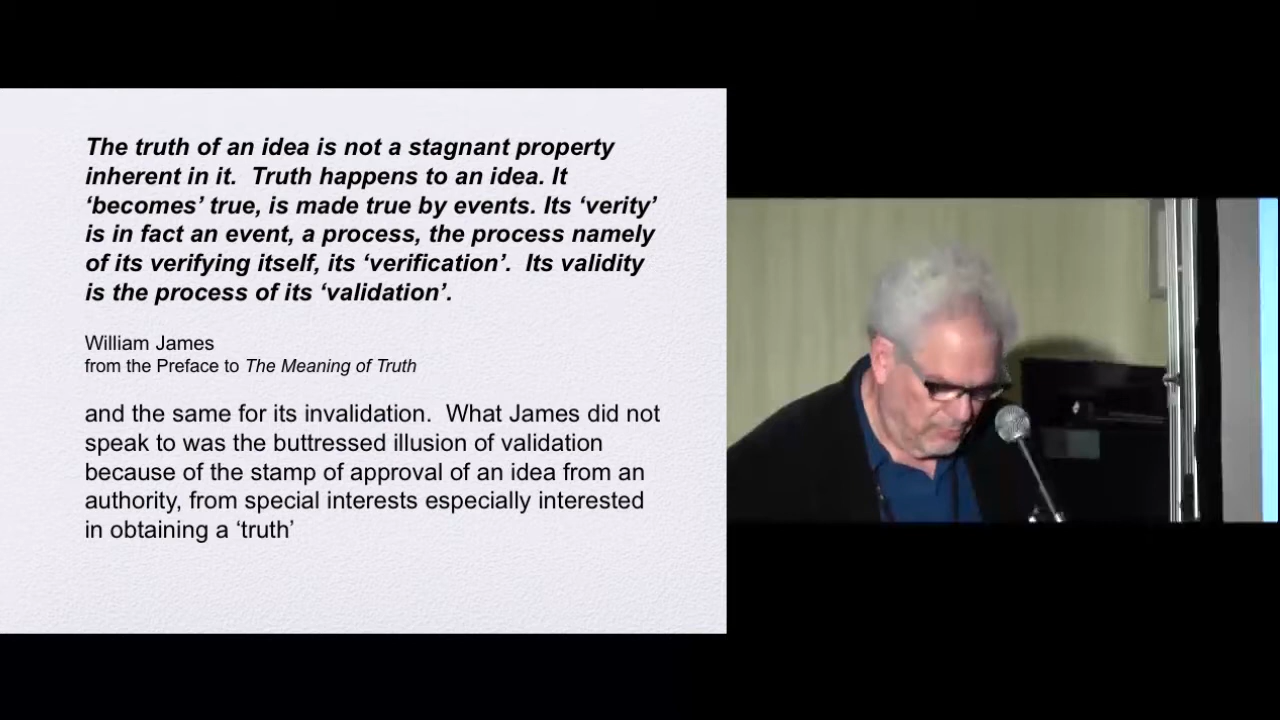 The truth of an idea is not a stagnant property
inherent in it.  Truth happens to an idea. It
‘becomes’ true, is made true by events. Its ‘verity’
is in fact an event, a process, the process namely
of its verifying itself, its ‘verification’.  Its validity
is the process of its ‘validation’.
William James
from the Preface to The Meaning of Truth
and the same for its invalidation.  What James did not
speak to was the buttressed illusion of validation
because of the stamp of approval of an idea from an
authority, from special interests especially interested
in obtaining a ‘truth’